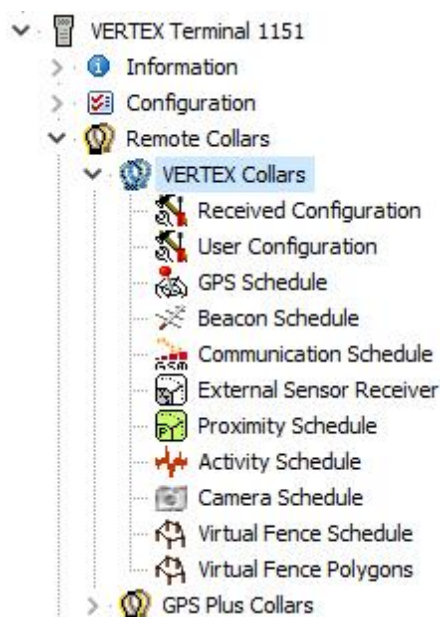 VERTEX Terminal 1151
Information
Configuration
Remote Collars
VERTEX Collars
Received Configuration
User Configuration
GPS Schedule
Beacon Schedule
Communication Schedule
External Sensor Receiver
Proximity Schedule
Activity Schedule
Camera Schedule
Virtual Fence Schedule
Virtual Fence Polygons
GPS Plus Collars